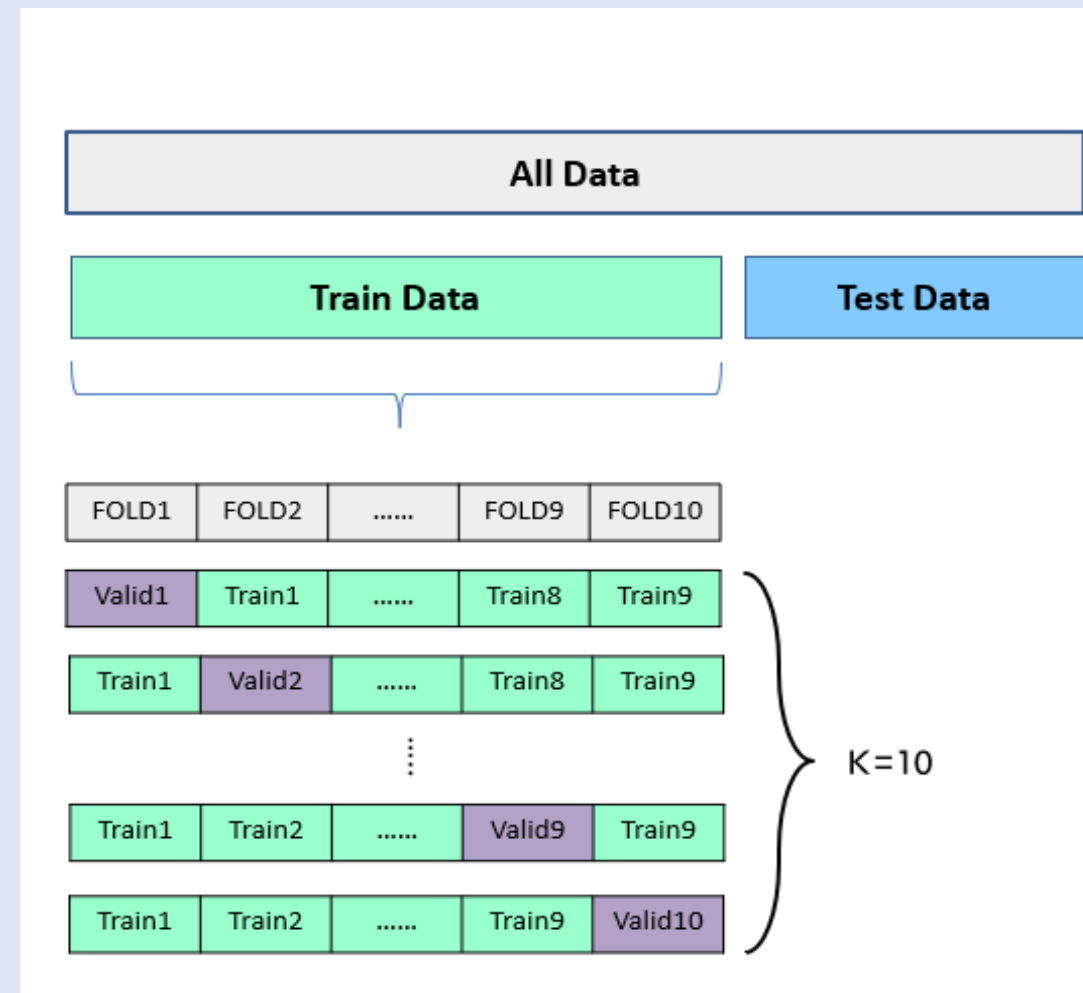 All Data
Train Data Test Data
FOLD1 FOLD2 ...... FOLD9 FOLD10
Valid1 Train1 ...... Train8 Train9
Train1 Valid2 ...... Train8 Train9
......
K=10
Train1 Train2 ...... Valid9 Train9
Train1 Train2 ...... Train9 Valid10